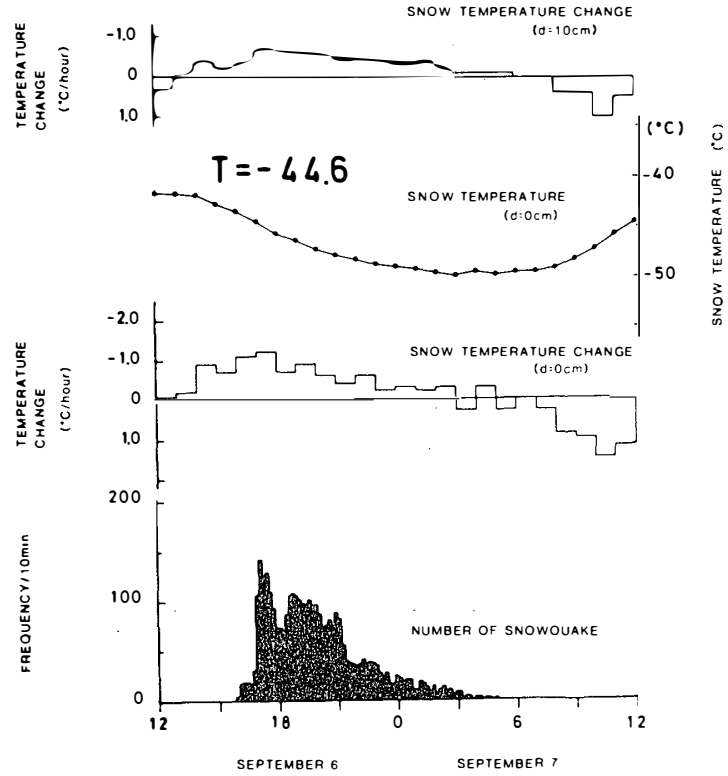 SNOW TEMPERATURE CHANGE
(d=10cm)
TEMPERATURE
CHANGE
(°C/hour)
-1.0
0
1.0
(°C)
-40
-50
SNOW TEMPERATURE (°C)
T=-44.6
SNOW TEMPERATURE
(d=0cm)
TEMPERATURE
CHANGE
(°C/hour)
-2.0
-1.0
0
1.0
SNOW TEMPERATURE CHANGE
(d=0cm)
FREQUENCY/10min
200
100
0
NUMBER OF SNOWOUAKE
12 18 0 6 12
SEPTEMBER 6 SEPTEMBER 7